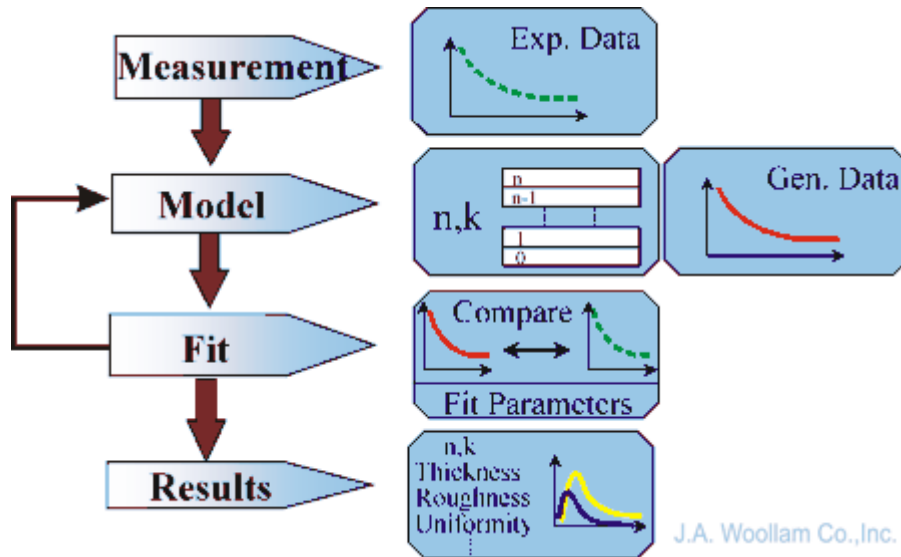 Measurement
Exp. Data
Model
n,k
n
n-1
1
0
Gen. Data
Fit
Compare
Fit Parameters
Results
n,k
Thickness
Roughness
Uniformity
J.A. Woollam Co.,Inc.